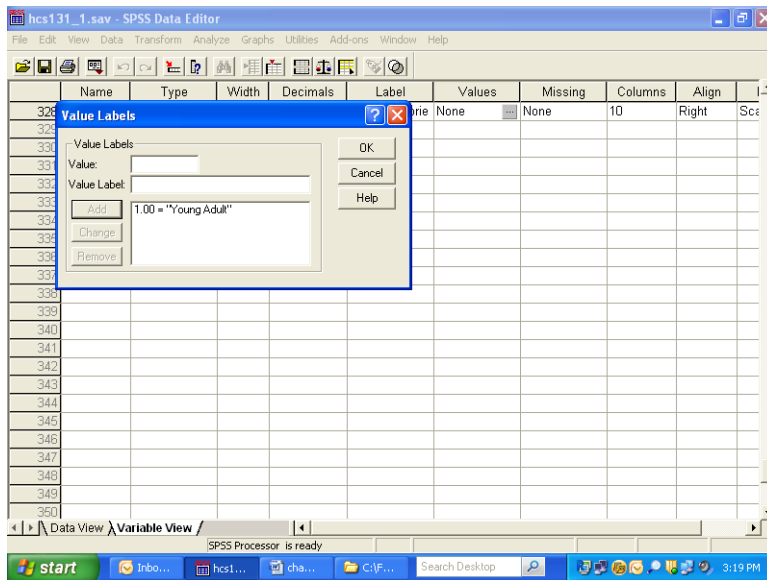 hcs131_1.sav - SPSS Data Editor
File Edit View Data Transform Analyze Graphs Utilities Add-ons Window Help
Name Type Width Decimals Label Values Missing Columns Align
328 rie None ... None 10 Right Sca
Value Labels
329
330 Value Labels OK
331 Value:
Cancel
332 Value Label:
333 Help
Add 1.00 = "Young Adult"
334
335 Change
336 Remove
337
338
339
340
341
342
343
344
345
346
347
348
349
350
Data View Variable View
SPSS Processor is ready
start Inbo... hcs1... cha... C:\F... Search Desktop 3:19 PM